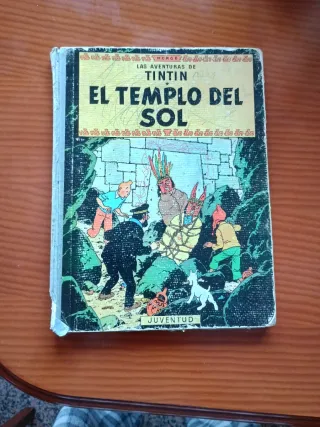 HERGÉ
LAS AVENTURAS DE
TINTIN
EL TEMPLO DEL
SOL
JUVENTUD